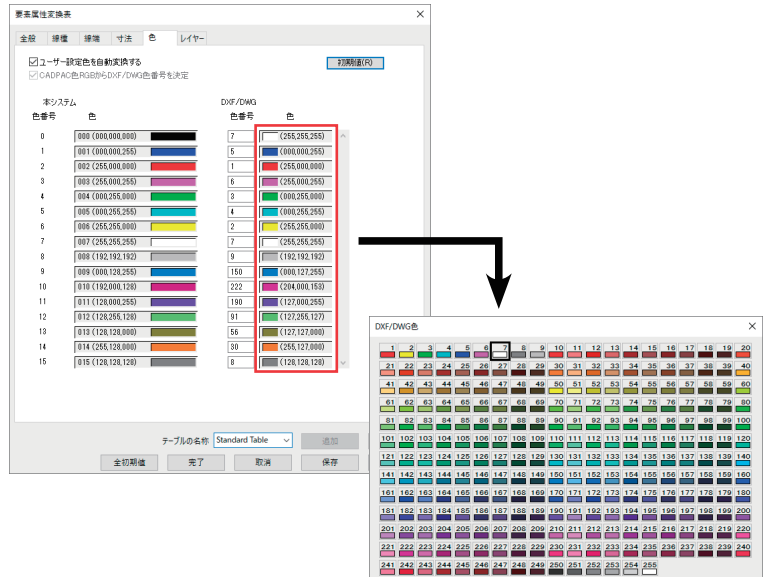 要素属性変換表
全般 線種 線端 寸法 色 レイヤー
ユーザー設定色を自動変換する 初期値(R)
CADPAC色RGBからDXF/DWG色番号を決定
本システム DXF/DWG
色番号 色 色番号 色
0 000 (000,000,000) 7 (255,255,255)
1 001 (000,000,255) 5 (000,000,255)
2 002 (255,000,000) 1 (255,000,000)
3 003 (255,000,255) 6 (255,000,255)
4 004 (000,255,000) 3 (000,255,000)
5 005 (000,255,255) 4 (000,255,255)
6 006 (255,255,000) 2 (255,255,000)
7 007 (255,255,255) 7 (255,255,255)
8 008 (192,192,192) 9 (192,192,192)
9 009 (000,128,255) 150 (000,127,255)
10 010 (192,000,128) 222 (204,000,153)
11 011 (128,000,255) 190 (127,000,255)
12 012 (128,255,128) 91 (127,255,127)
13 013 (128,128,000) 56 (127,127,000)
14 014 (255,128,000) 30 (255,127,000)
15 015 (128,128,128) 8 (128,128,128)
テーブルの名称 Standard Table 追加
全初期値 完了 取消 保存
DXF/DWG色
1 2 3 4 5 6 7 8 9 10 11 12 13 14 15 16 17 18 19 20
21 22 23 24 25 26 27 28 29 30 31 32 33 34 35 36 37 38 39 40
41 42 43 44 45 46 47 48 49 50 51 52 53 54 55 56 57 58 59 60
61 62 63 64 65 66 67 68 69 70 71 72 73 74 75 76 77 78 79 80
81 82 83 84 85 86 87 88 89 90 91 92 93 94 95 96 97 98 99 100
101 102 103 104 105 106 107 108 109 110 111 112 113 114 115 116 117 118 119 120
121 122 123 124 125 126 127 128 129 130 131 132 133 134 135 136 137 138 139 140
141 142 143 144 145 146 147 148 149 150 151 152 153 154 155 156 157 158 159 160
161 162 163 164 165 166 167 168 169 170 171 172 173 174 175 176 177 178 179 180
181 182 183 184 185 186 187 188 189 190 191 192 193 194 195 196 197 198 199 200
201 202 203 204 205 206 207 208 209 210 211 212 213 214 215 216 217 218 219 220
221 222 223 224 225 226 227 228 229 230 231 232 233 234 235 236 237 238 239 240
241 242 243 244 245 246 247 248 249 250 251 252 253 254 255